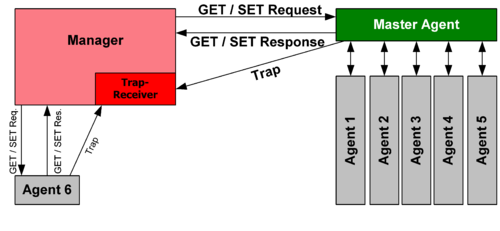 GET / SET Request
Manager
Master Agent
GET / SET Response
Trap
Trap-
Receiver
GET / SET Req.
GET / SET Res.
Trap
Agent 1
Agent 2
Agent 3
Agent 4
Agent 5
Agent 6